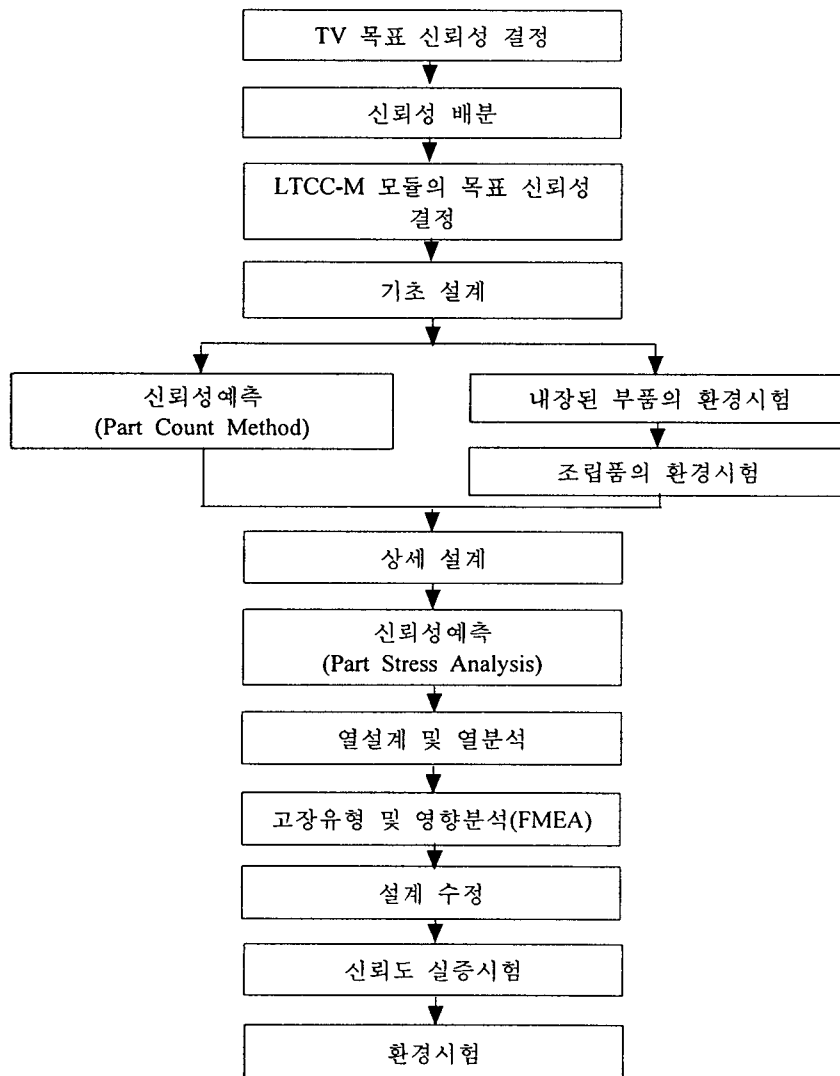 TV 목표 신뢰성 결정
신뢰성 배분
LTCC-M 모듈의 목표 신뢰성
결정
기초 설계
신뢰성예측
(Part Count Method)
내장된 부품의 환경시험
조립품의 환경시험
상세 설계
신뢰성예측
(Part Stress Analysis)
열설계 및 열분석
고장유형 및 영향분석(FMEA)
설계 수정
신뢰도 실증시험
환경시험